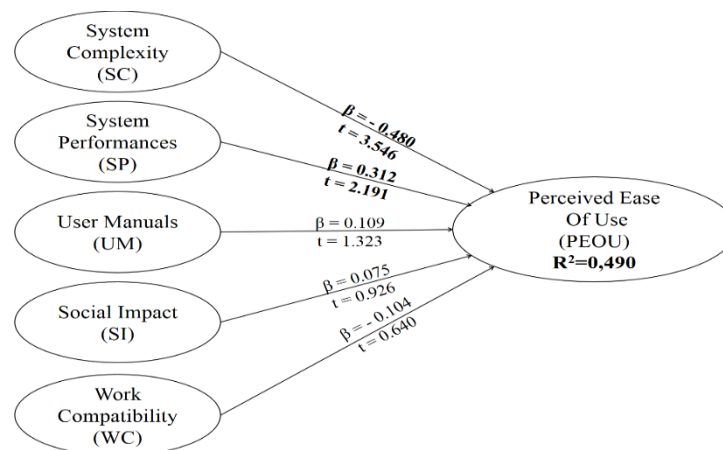 System
Complexity
(SC)
β = - 0.480
t = 3.546
System
Performances
(SP)
β = 0.312
t = 2.191
User Manuals
(UM)
β = 0.109
t = 1.323
Social Impact
(SI)
β = 0.075
t = 0.926
Work
Compatibility
(WC)
β = - 0.104
t = 0.640
Perceived Ease
Of Use
(PEOU)
R²=0,490